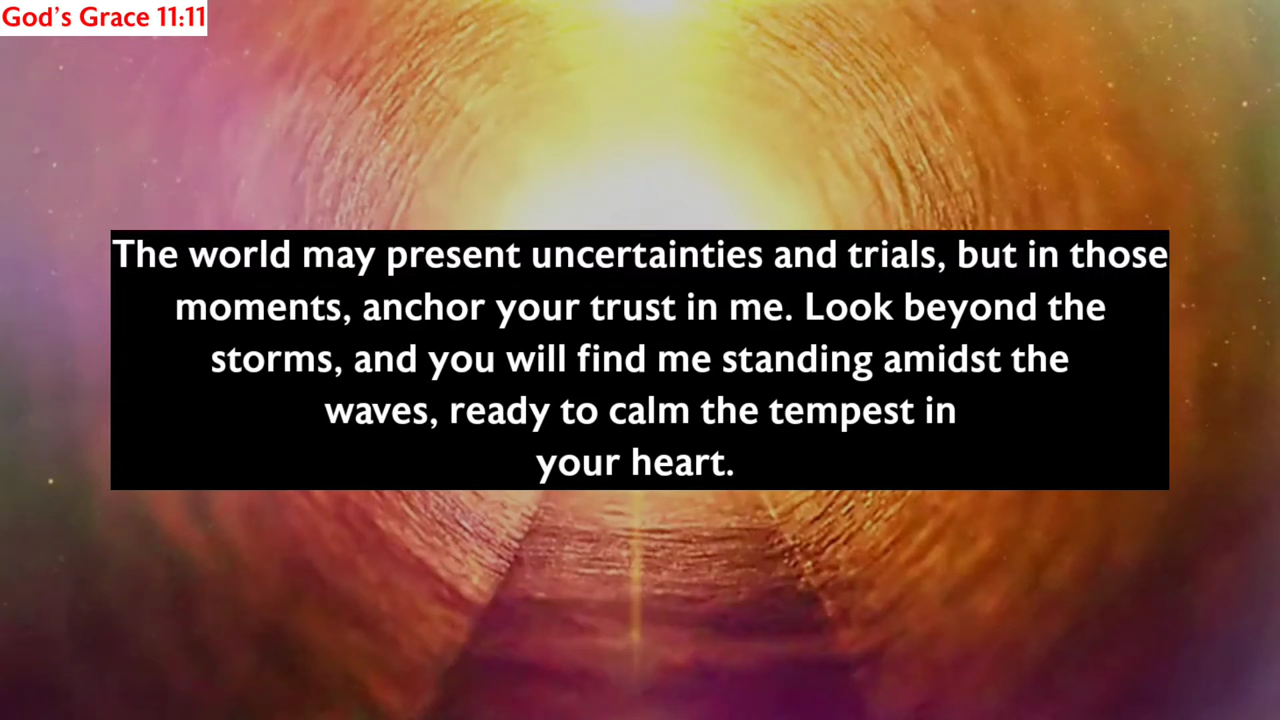 God's Grace 11:11
The world may present uncertainties and trials, but in those
moments, anchor your trust in me. Look beyond the
storms, and you will find me standing amidst the
waves, ready to calm the tempest in
your heart.